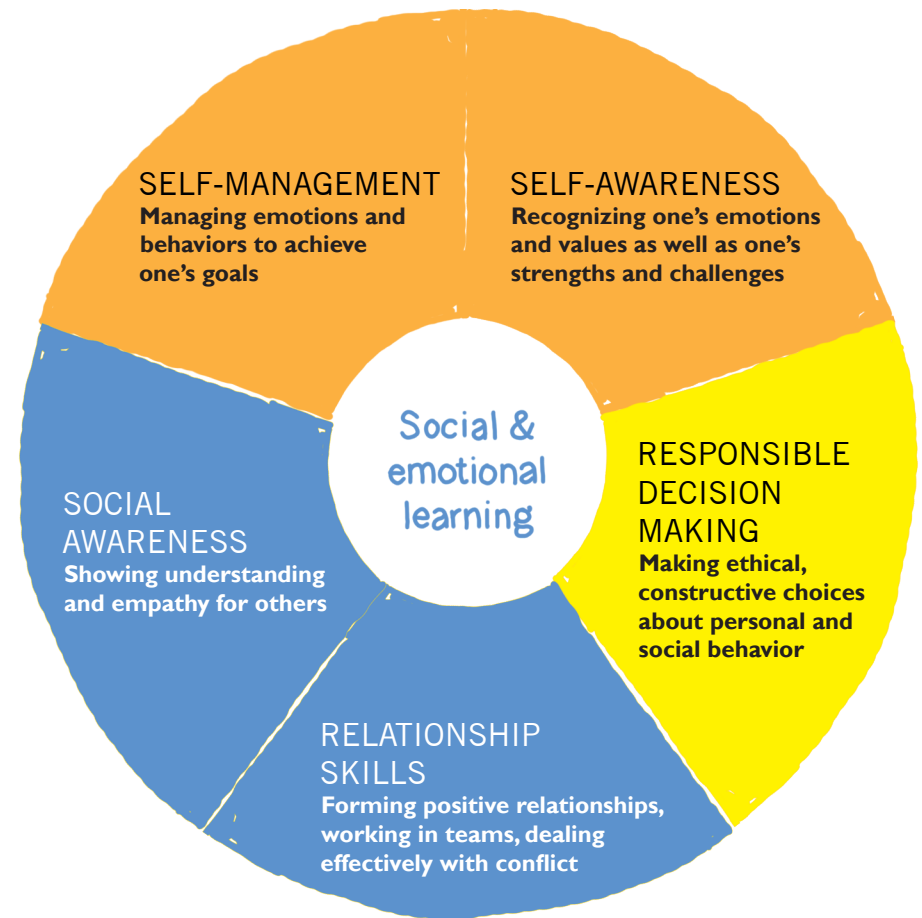 SELF-MANAGEMENT
Managing emotions and
behaviors to achieve
one’s goals
SELF-AWARENESS
Recognizing one’s emotions
and values as well as one’s
strengths and challenges
Social &
emotional
learning
RESPONSIBLE
DECISION
MAKING
Making ethical,
constructive choices
about personal and
social behavior
SOCIAL
AWARENESS
Showing understanding
and empathy for others
RELATIONSHIP
SKILLS
Forming positive relationships,
working in teams, dealing
effectively with conflict